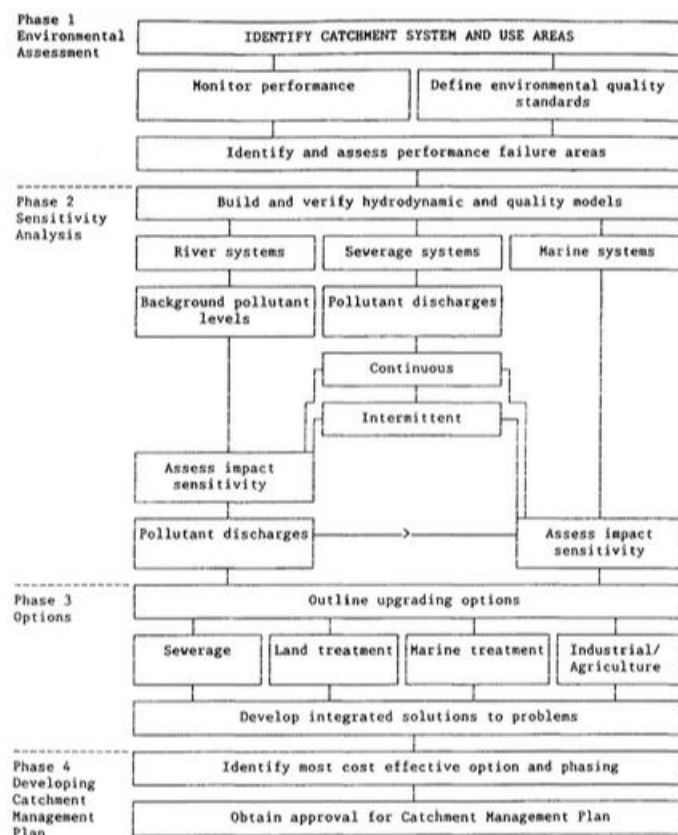 Phase 1
Environmental
Assessment
IDENTIFY CATCHMENT SYSTEM AND USE AREAS
Monitor performance
Define environmental quality
standards
Identify and assess performance failure areas
Phase 2
Sensitivity
Analysis
Build and verify hydrodynamic and quality models
River systems
Sewerage systems
Marine systems
Background pollutant
levels
Pollutant discharges
Continuous
Intermittent
Assess impact
sensitivity
Pollutant discharges
>
Assess impact
sensitivity
Phase 3
Options
Outline upgrading options
Sewerage
Land treatment
Marine treatment
Industrial/
Agriculture
Develop integrated solutions to problems
Phase 4
Developing
Catchment
Management
Plan
Identify most cost effective option and phasing
Obtain approval for Catchment Management Plan